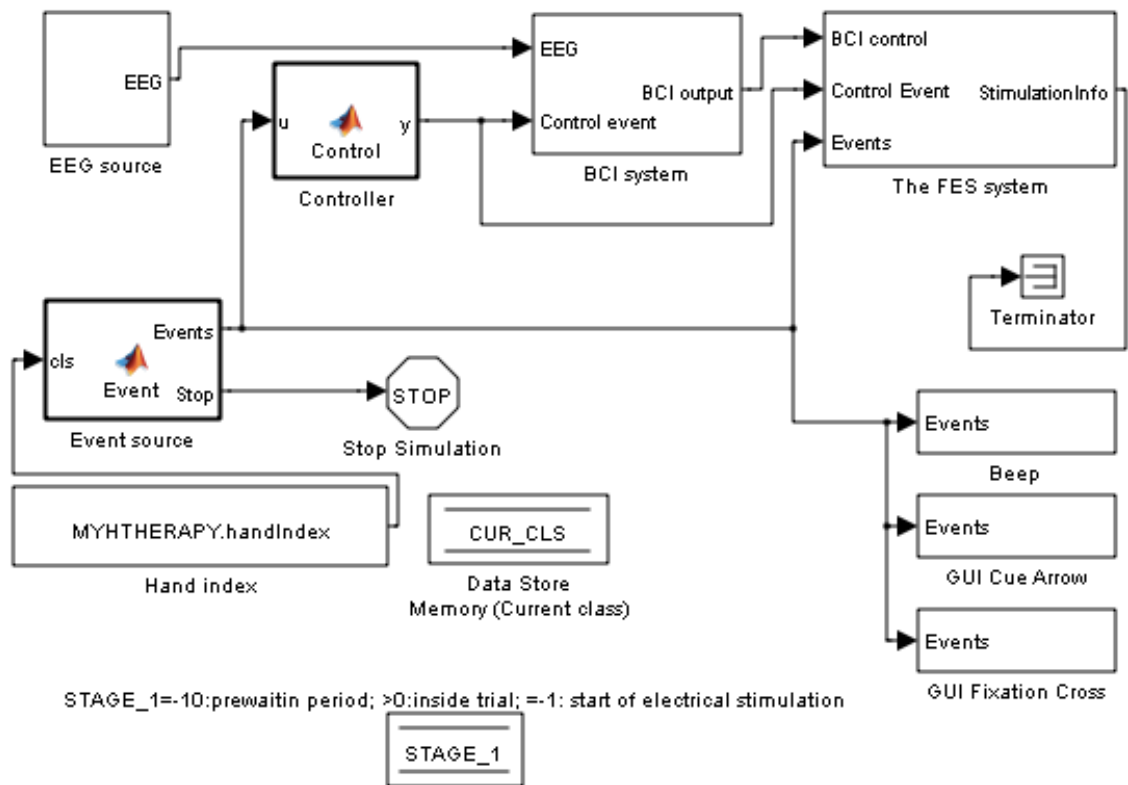 EEG
EEG source
u
y
Control
Controller
EEG
BCI output
Control event
BCI system
BCI control
Control Event
StimulationInfo
Events
The FES system
Terminator
Events
cls
Event
Stop
Event source
STOP
Stop Simulation
MYHTHERAPY.handIndex
Hand index
CUR_CLS
Data Store
Memory (Current class)
Events
Beep
Events
GUI Cue Arrow
Events
GUI Fixation Cross
STAGE_1=-10:prewaitin period; >0:inside trial; =-1: start of electrical stimulation
STAGE_1